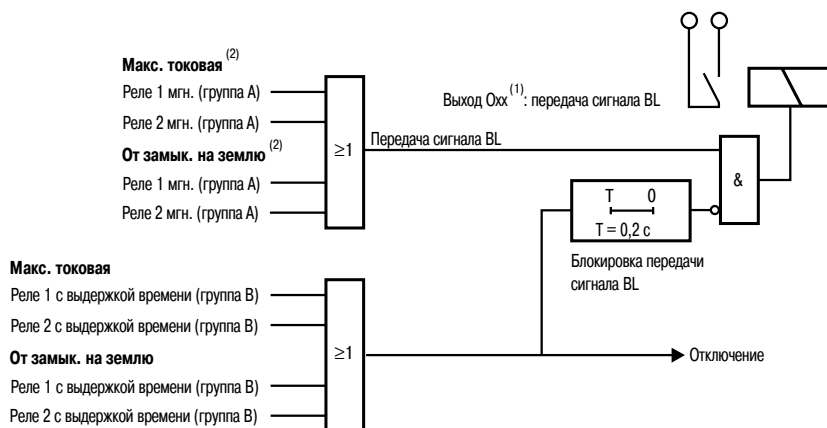 Макс. токовая (2)
Реле 1 мгн. (группа А)
Реле 2 мгн. (группа А)
От замык. на землю (2)
Реле 1 мгн. (группа А)
Реле 2 мгн. (группа А)
≥1
Передача сигнала BL
Выход Oxx (1): передача сигнала BL
&
T 0
T = 0,2 с
Блокировка передачи
сигнала BL
Макс. токовая
Реле 1 с выдержкой времени (группа В)
Реле 2 с выдержкой времени (группа В)
От замык. на землю
Реле 1 с выдержкой времени (группа В)
Реле 2 с выдержкой времени (группа В)
≥1
Отключение